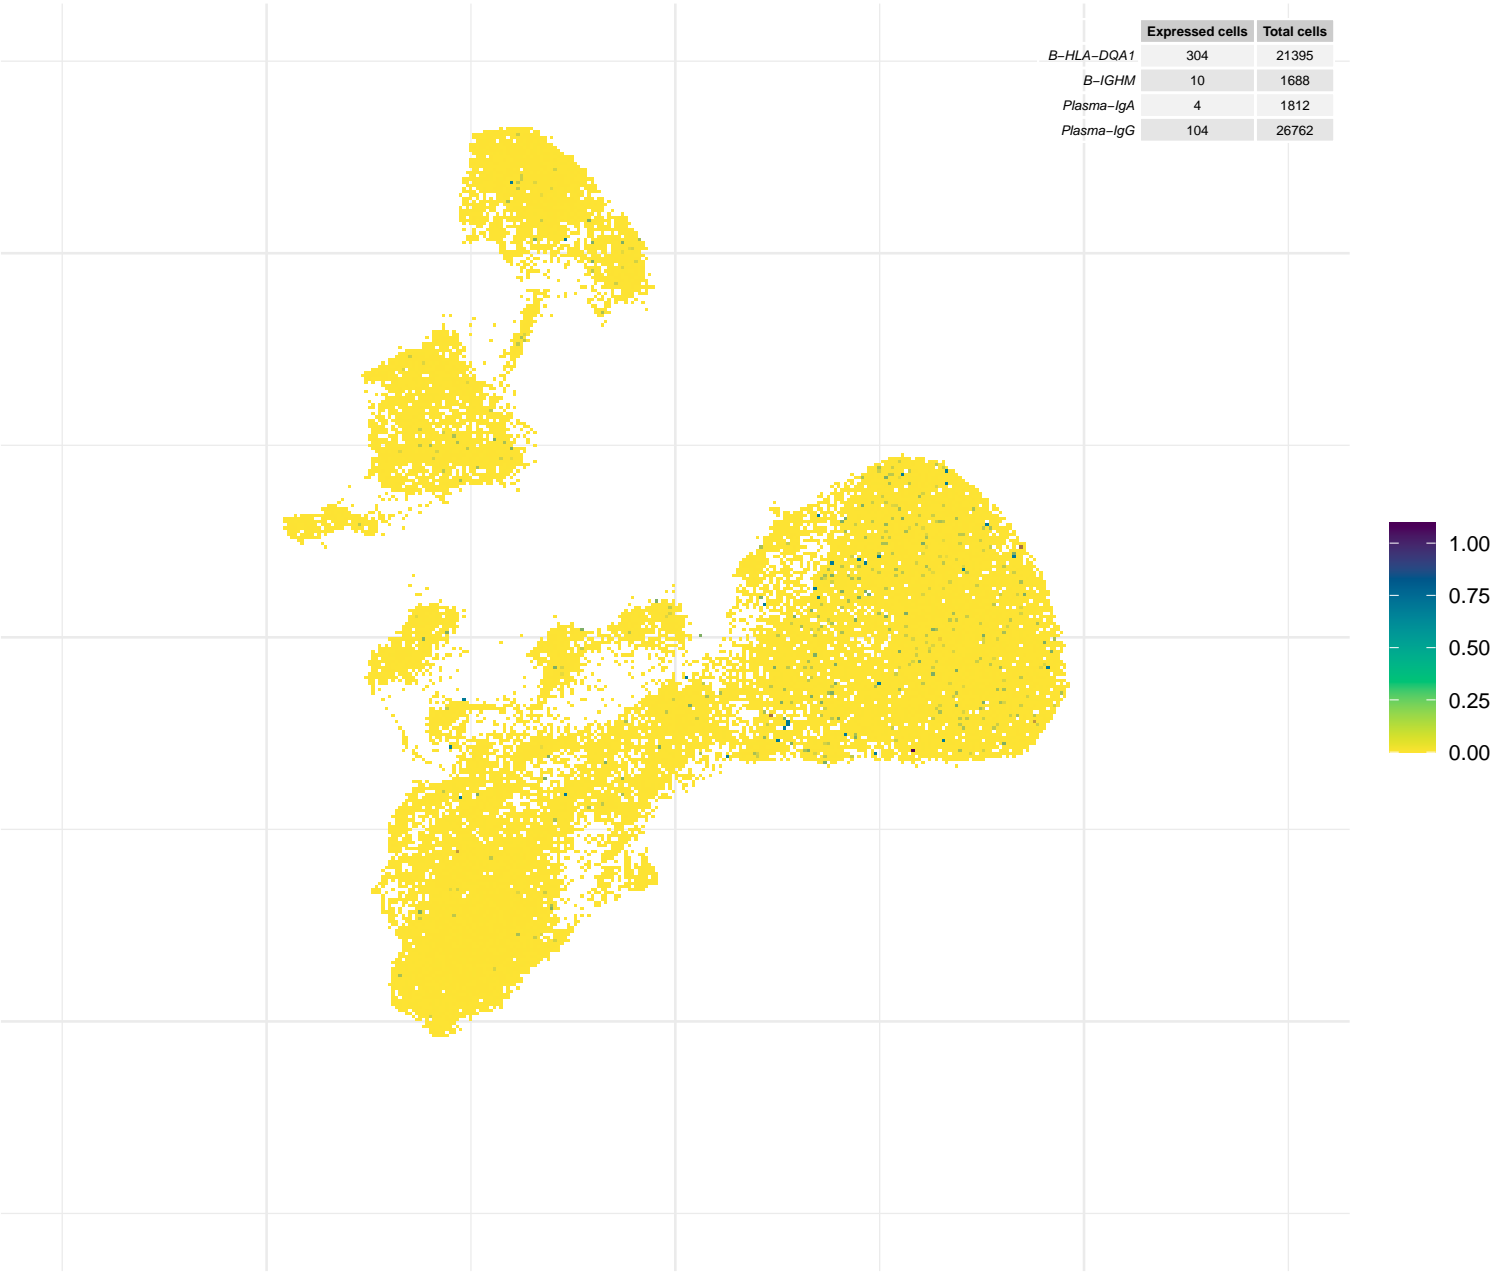 Expressed cells Total cells
B−HLA−DQA1 304 21395
B−IGHM 10 1688
Plasma−IgA 4 1812
Plasma−IgG 104 26762
1.00
0.75
0.50
0.25
0.00